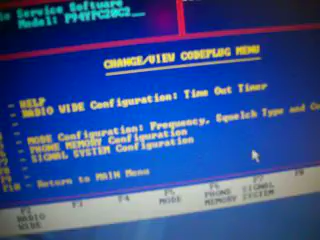 Service Software
Model: P94YPC20C2
CHANGE/VIEW CODEPLUG MENU
- HELP
- RADIO WIDE Configuration: Time Out Timer
- MODE Configuration: Frequency, Squelch Type and
- PHONE MEMORY Configuration
- SIGNAL SYSTEM Configuration
F10 - Return to MAIN Menu
F2 F3 F4 F5 F6 F7 F8
RADIO MODE PHONE SIGNAL
WIDE MEMORY SYSTEM